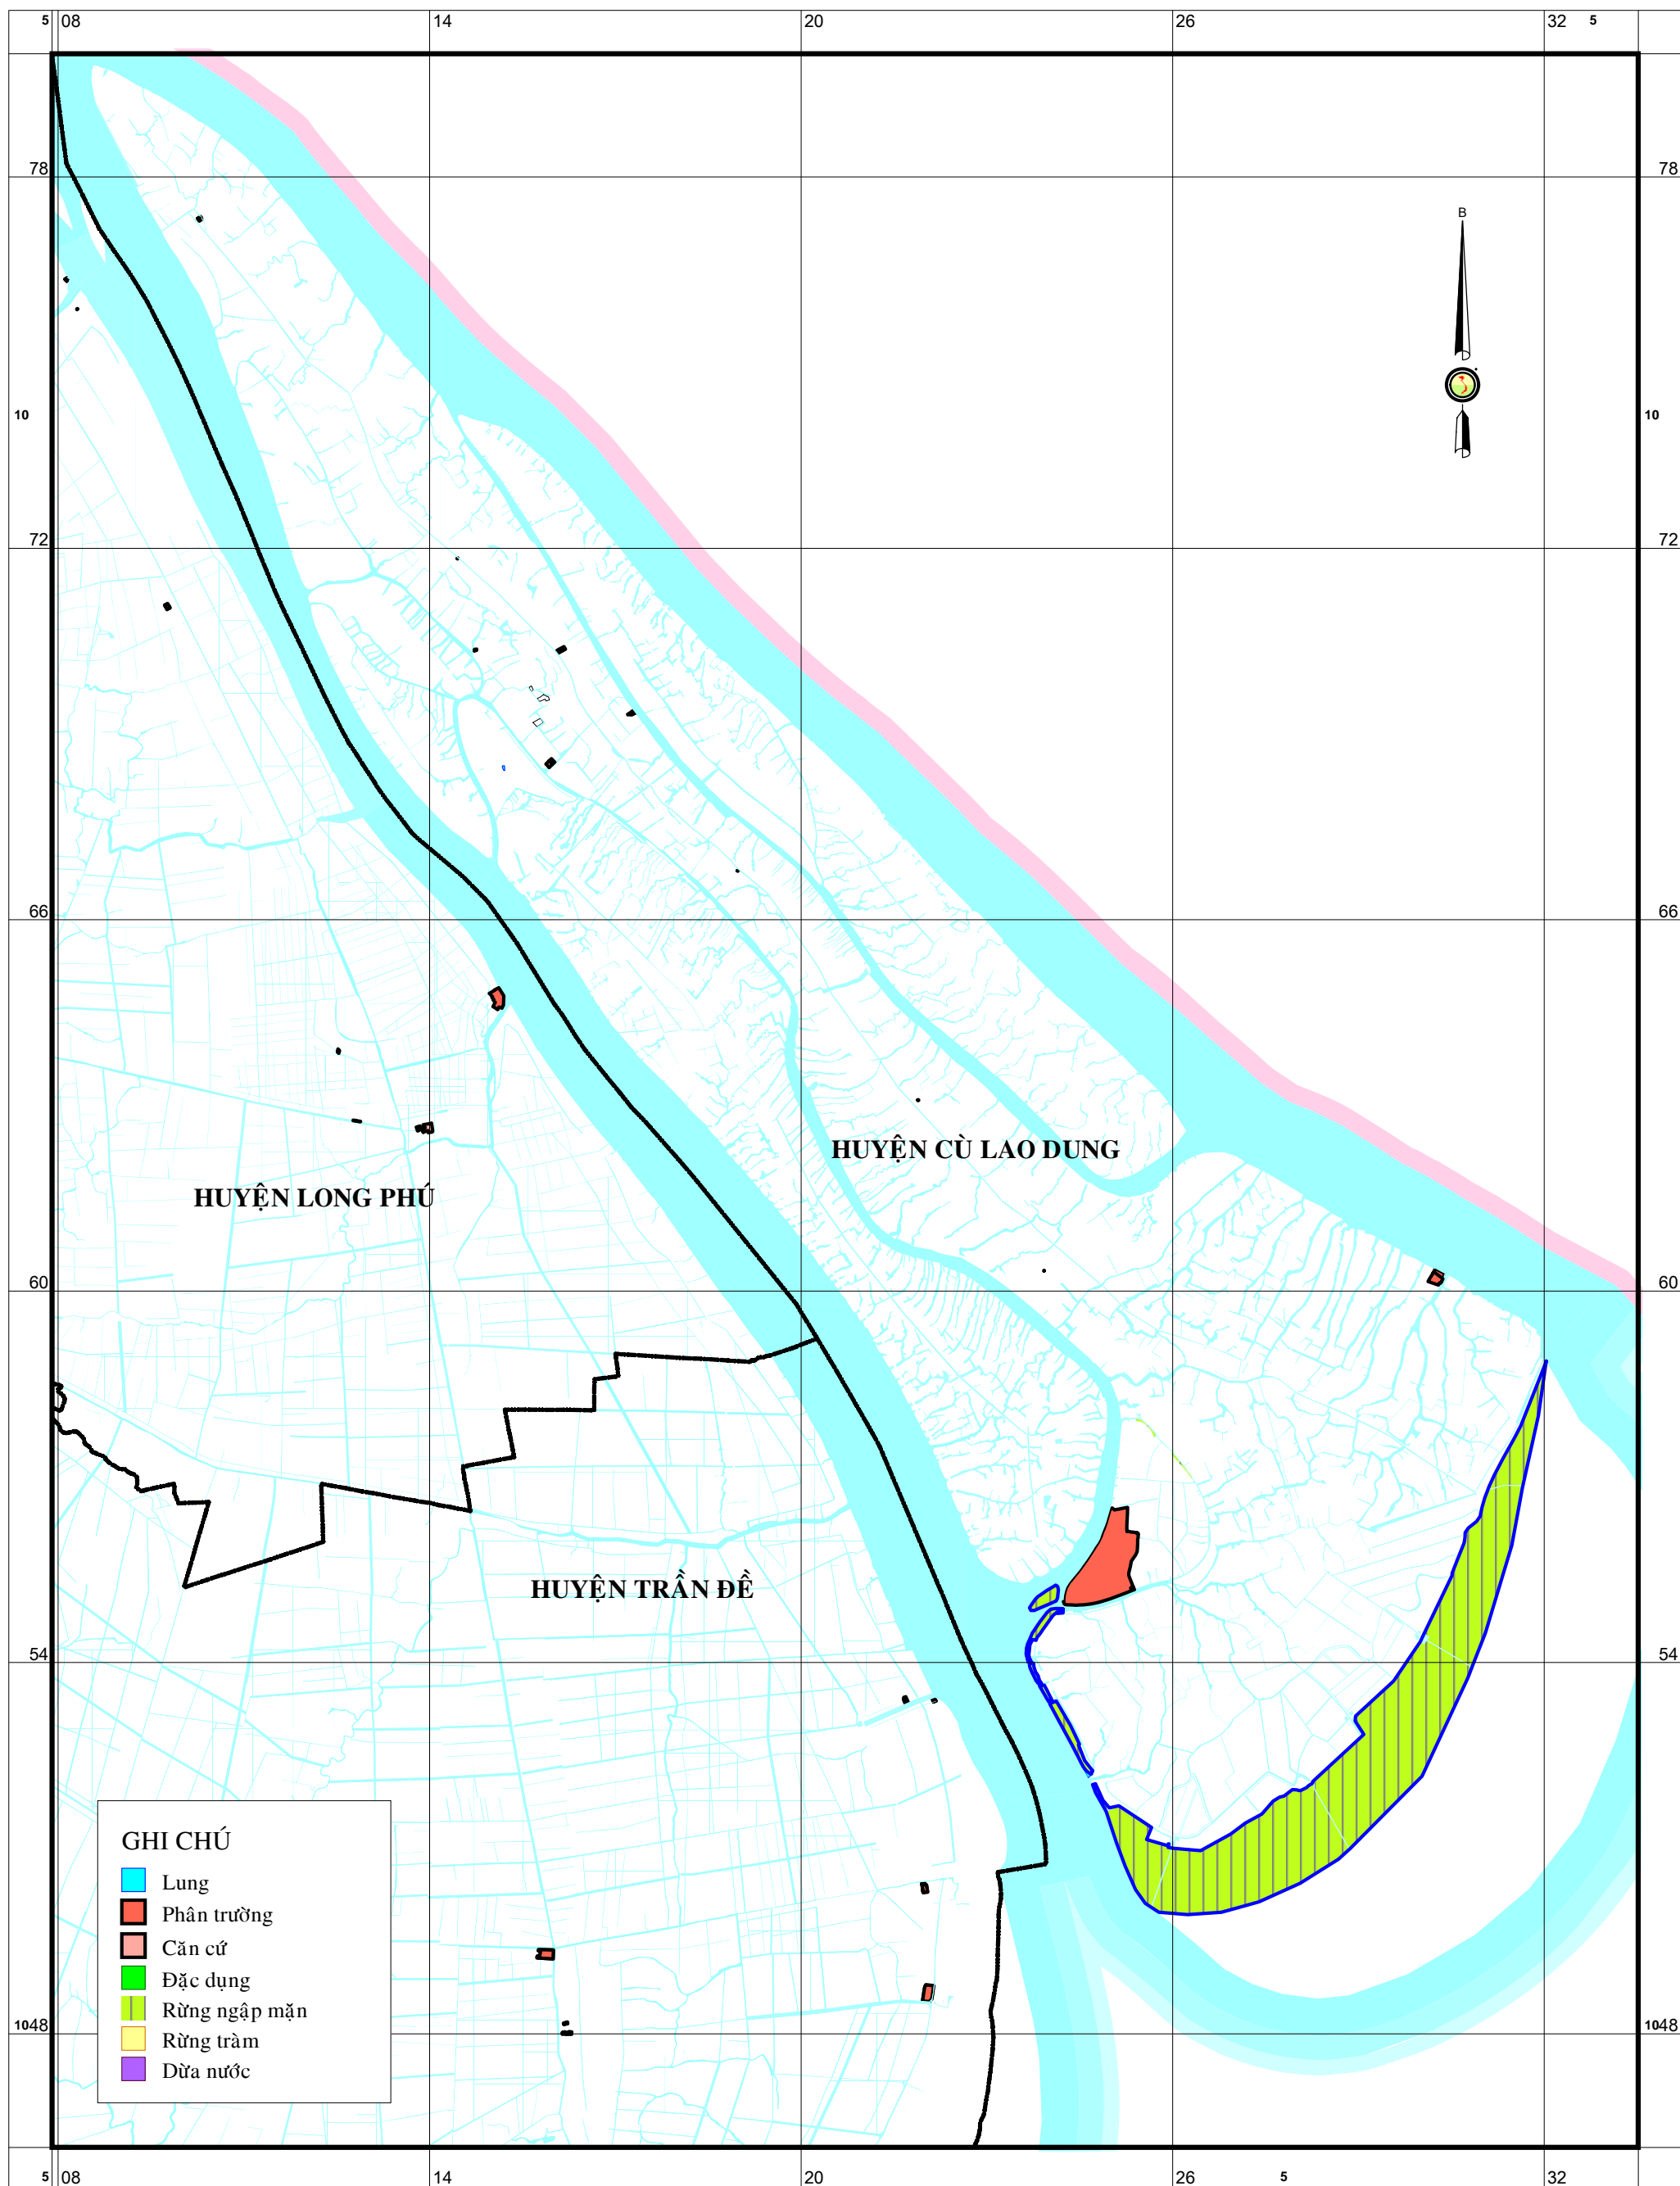 5 08 14 20 26 32 5
78 78
B
10 10
72 72
66 66
HUYỆN CÙ LAO DUNG
HUYỆN LONG PHÚ
60 60
HUYỆN TRẦN ĐỀ
54 54
GHI CHÚ
Lung
Phân trường
Căn cứ
Đặc dụng
Rừng ngập mặn
Rừng tràm
Dừa nước
1048 1048
5 08 14 20 26 5 32